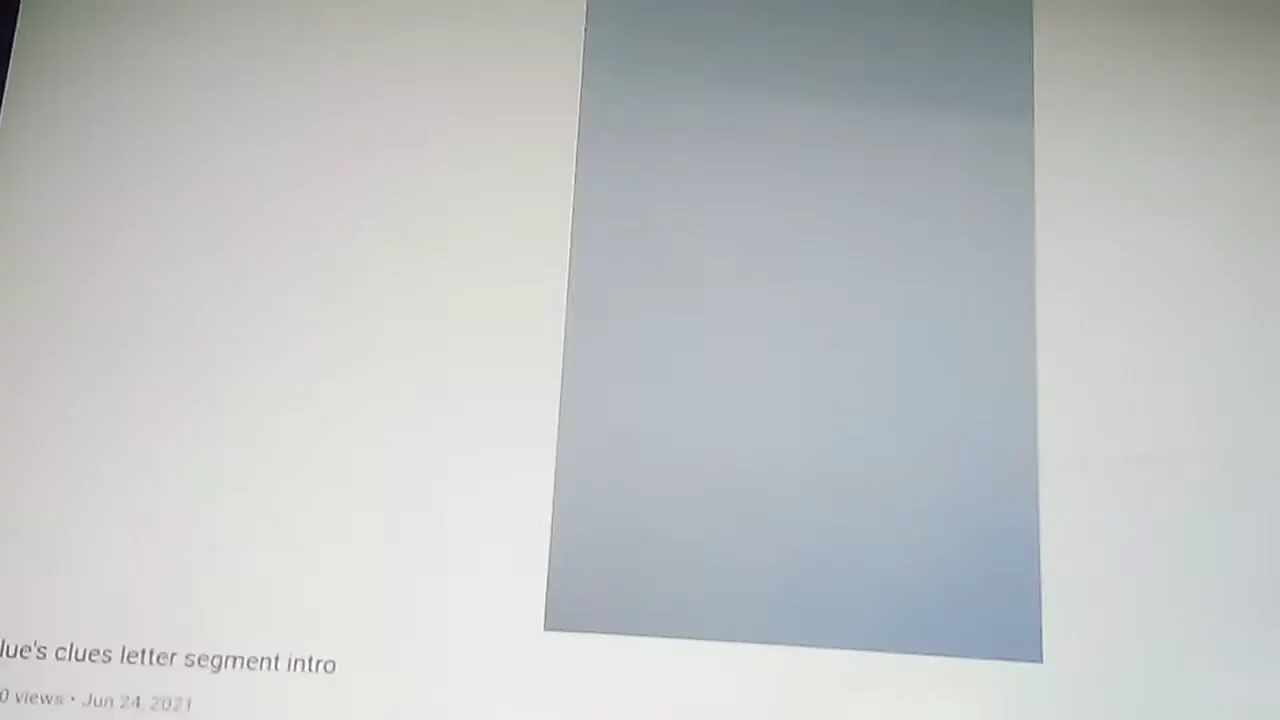 lue's clues letter segment intro
0 views • Jun 24, 2021